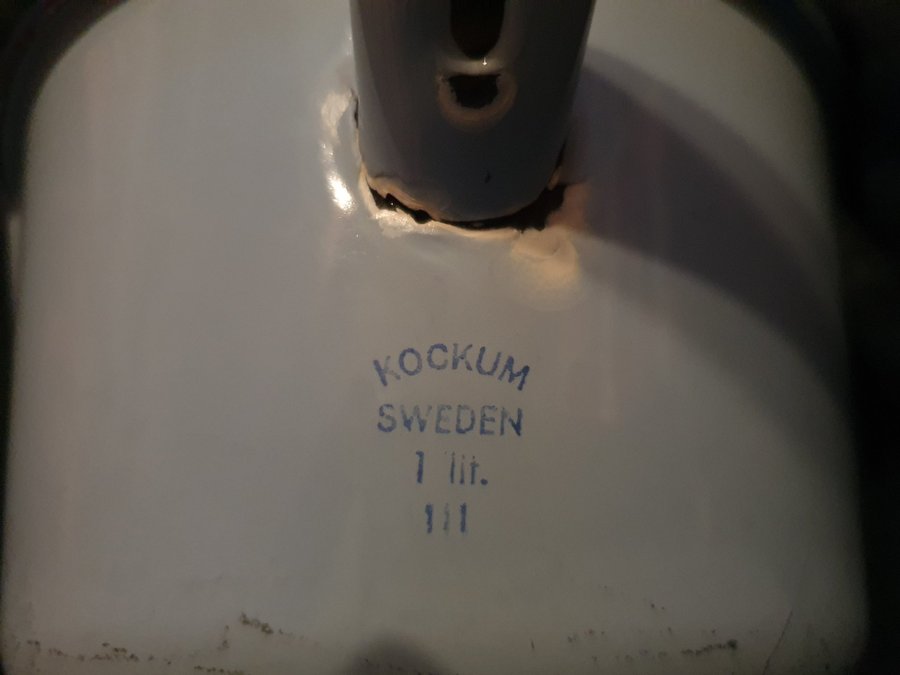 KOCKUM
SWEDEN
1 lit.
111